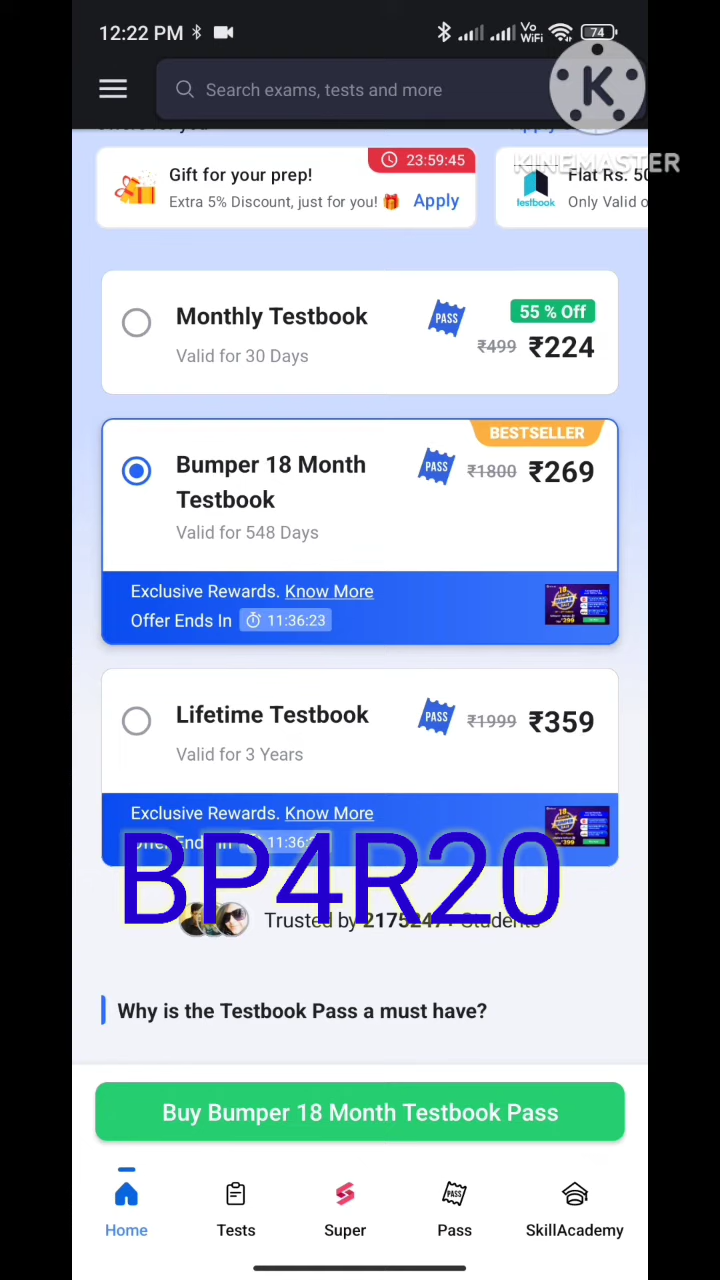 12:22 PM
Vo
WiFi
74
Search exams, tests and more
K
KINEMASTER
Gift for your prep!
23:59:45
Extra 5% Discount, just for you!
Apply
testbook
Flat Rs. 50
Only Valid o
Monthly Testbook
PASS
55 % Off
₹499 ₹224
Valid for 30 Days
BESTSELLER
Bumper 18 Month
Testbook
PASS
₹1800 ₹269
Valid for 548 Days
Exclusive Rewards. Know More
Offer Ends In 11:36:23
Lifetime Testbook
PASS
₹1999 ₹359
Valid for 3 Years
Exclusive Rewards. Know More
BP4R20
Trusted by Students
Why is the Testbook Pass a must have?
Buy Bumper 18 Month Testbook Pass
Home
Tests
Super
PASS
Pass
SkillAcademy